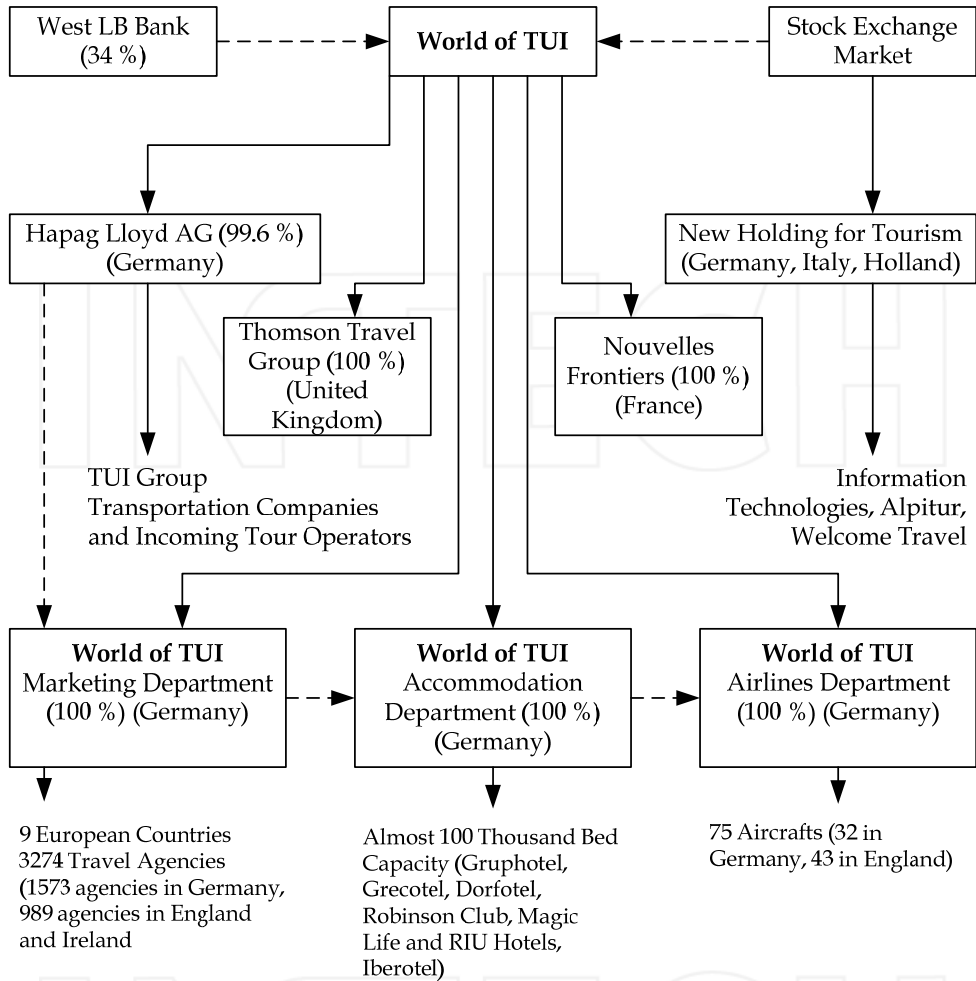 West LB Bank
(34 %)
World of TUI
Stock Exchange
Market
Hapag Lloyd AG (99.6 %)
(Germany)
New Holding for Tourism
(Germany, Italy, Holland)
Thomson Travel
Group (100 %)
(United
Kingdom)
Nouvelles
Frontiers (100 %)
(France)
TUI Group
Transportation Companies
and Incoming Tour Operators
Information
Technologies, Alpitur,
Welcome Travel
World of TUI
Marketing Department
(100 %) (Germany)
World of TUI
Accommodation
Department (100 %)
(Germany)
World of TUI
Airlines Department
(100 %) (Germany)
9 European Countries
3274 Travel Agencies
(1573 agencies in Germany,
989 agencies in England
and Ireland
Almost 100 Thousand Bed
Capacity (Gruphotel,
Grecotel, Dorfotel,
Robinson Club, Magic
Life and RIU Hotels,
Iberotel)
75 Aircrafts (32 in
Germany, 43 in England)
INTECH